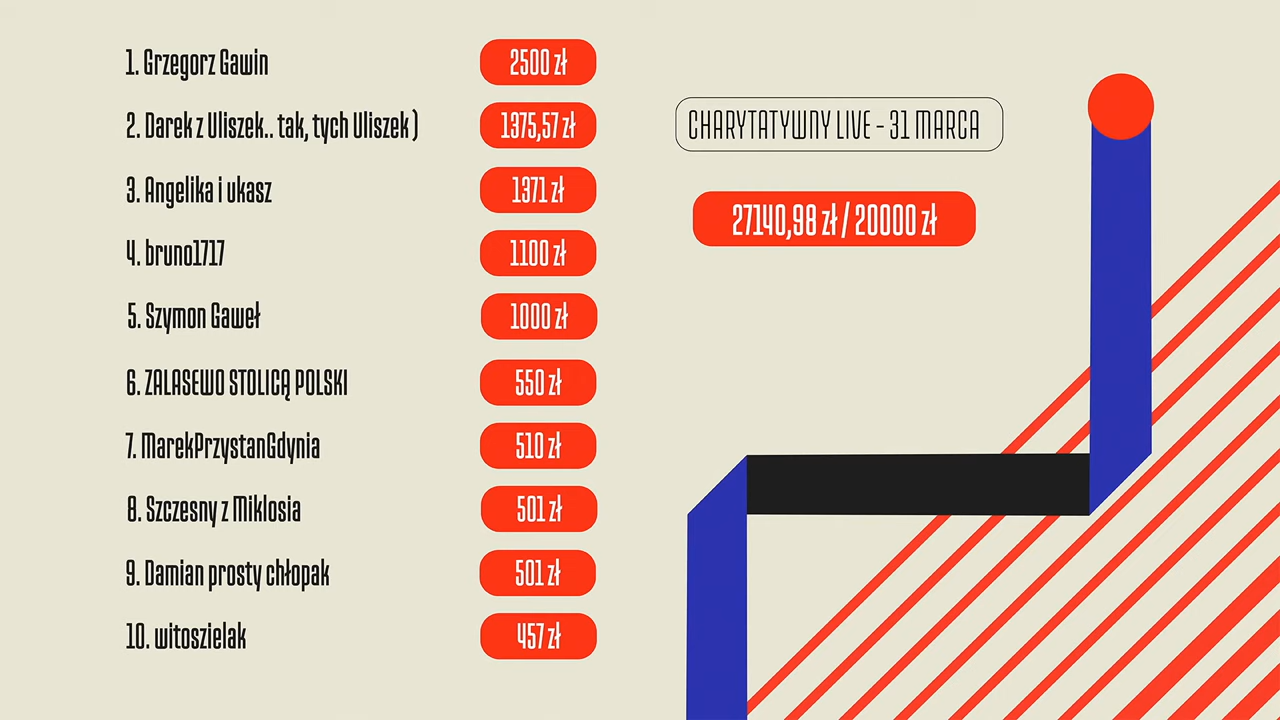 1. Grzegorz Gawin 2500 zł
2. Darek z Uliszek.. tak, tych Uliszek ) 1375,57 zł
3. Angelika i ukasz 1371 zł
4. bruno1717 1100 zł
5. Szymon Gaweł 1000 zł
6. ZALASEWO STOLICĄ POLSKI 550 zł
7. MarekPrzystanGdynia 510 zł
8. Szczesny z Miklosia 501 zł
9. Damian prosty chłopak 501 zł
10. witoszielak 457 zł
CHARYTATYWNY LIVE - 31 MARCA
27140,98 zł / 20000 zł